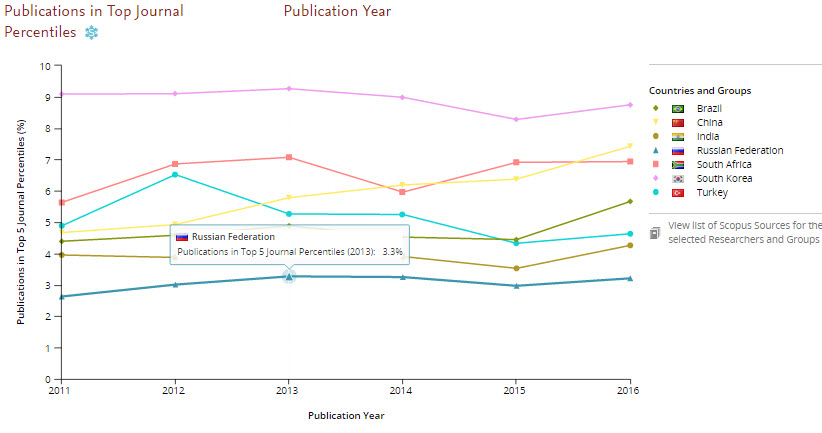 Publications in Top Journal
Percentiles
Publication Year
Publications in Top 5 Journal Percentiles (%)
10
9
8
7
6
5
4
3
2
1
0
Russian Federation
Publications in Top 5 Journal Percentiles (2013): 3.3%
2011 2012 2013 2014 2015 2016
Publication Year
Countries and Groups
Brazil
China
India
Russian Federation
South Africa
South Korea
Turkey
View list of Scopus Sources for the
selected Researchers and Groups